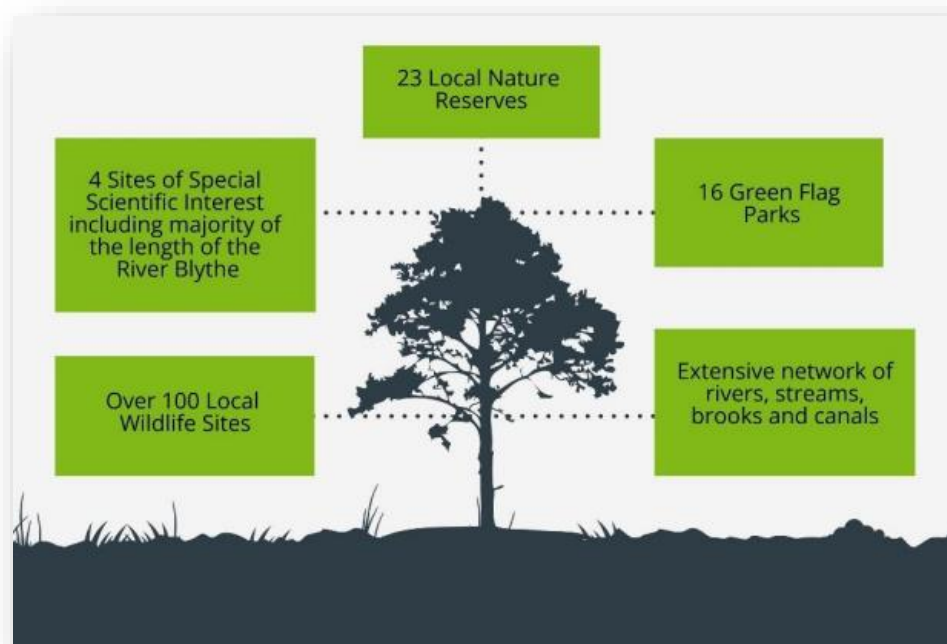 23 Local Nature
Reserves
4 Sites of Special
Scientific Interest
including majority of
the length of the
River Blythe
16 Green Flag
Parks
Over 100 Local
Wildlife Sites
Extensive network of
rivers, streams,
brooks and canals